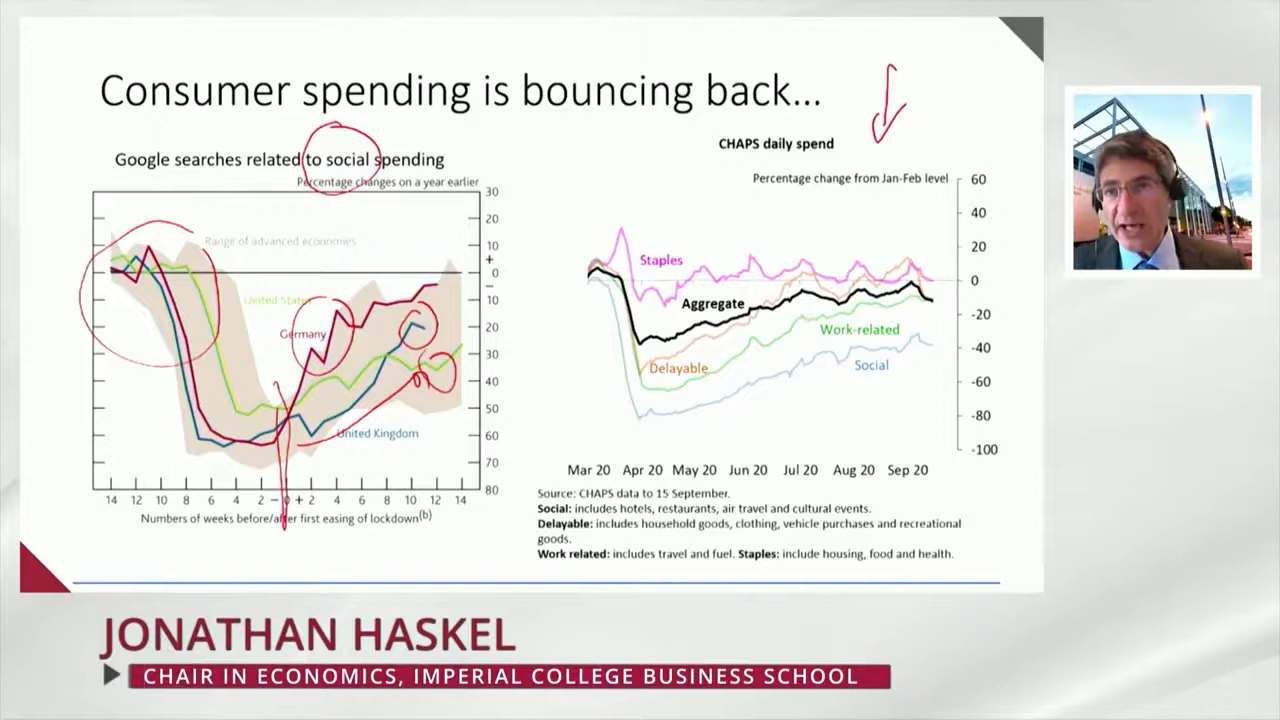 Consumer spending is bouncing back...
Google searches related to social spending
Percentage changes on a year earlier
30
20
10
+
0
10
20
30
40
50
60
70
80
Range of advanced economies
United States
Germany
United Kingdom
14 12 10 8 6 4 2 – 0 + 2 4 6 8 10 12 14
Numbers of weeks before/after first easing of lockdown(b)
CHAPS daily spend
Percentage change from Jan-Feb level
60
40
20
0
-20
-40
-60
-80
-100
Staples
Aggregate
Work-related
Delayable
Social
Mar 20 Apr 20 May 20 Jun 20 Jul 20 Aug 20 Sep 20
Source: CHAPS data to 15 September.
Social: includes hotels, restaurants, air travel and cultural events.
Delayable: includes household goods, clothing, vehicle purchases and recreational
goods.
Work related: includes travel and fuel. Staples: include housing, food and health.
JONATHAN HASKEL
CHAIR IN ECONOMICS, IMPERIAL COLLEGE BUSINESS SCHOOL